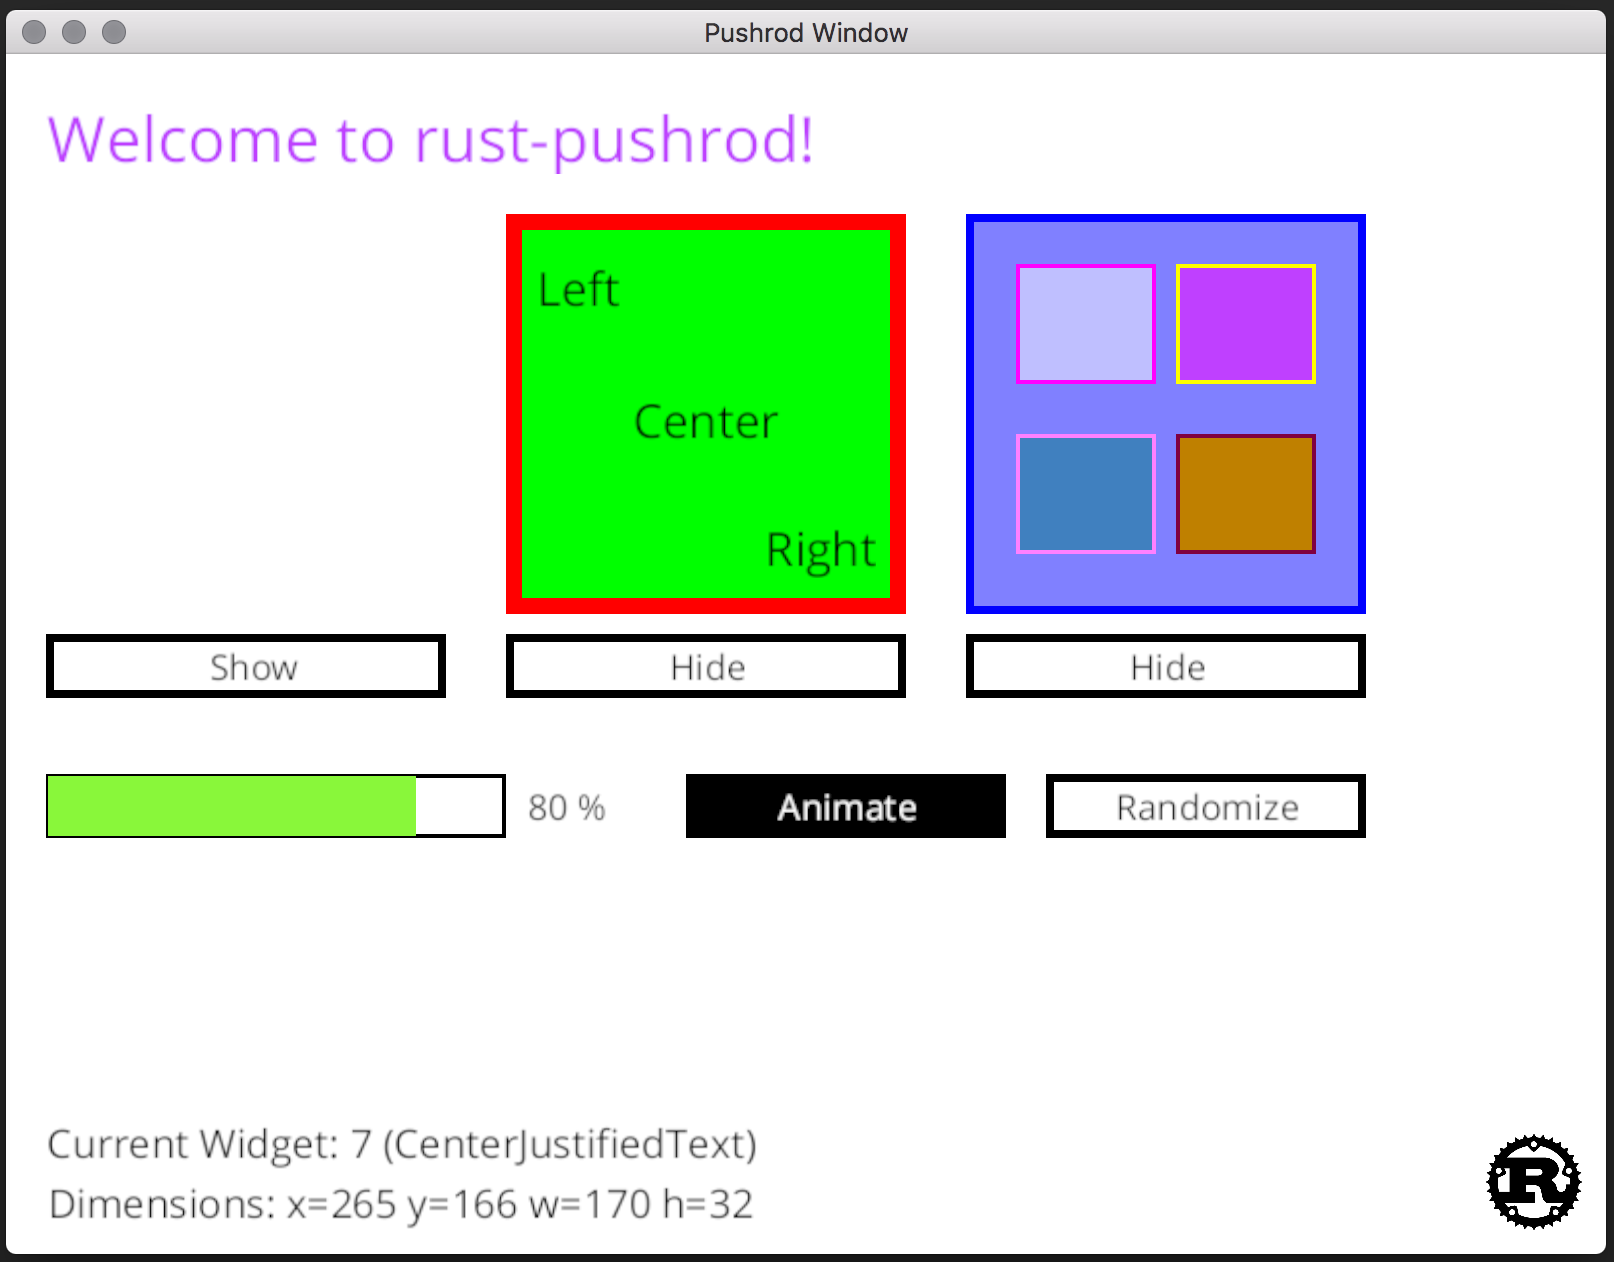 Pushrod Window
Welcome to rust-pushrod!
Left
Center
Right
Show
Hide
Hide
80 %
Animate
Randomize
Current Widget: 7 (CenterJustifiedText)
Dimensions: x=265 y=166 w=170 h=32
R